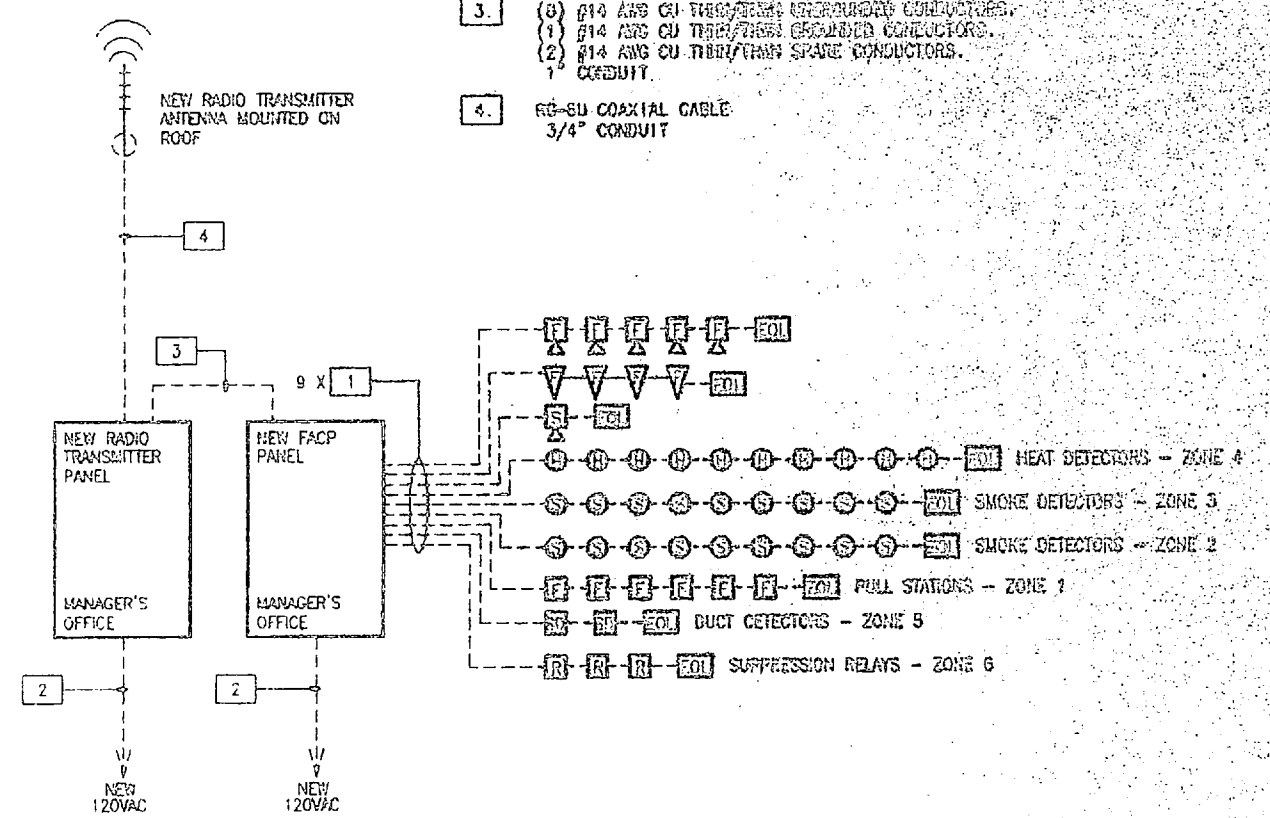 3. (8) #14 AWG CU THHN/THWN UNGROUNDED CONDUCTORS.
(1) #14 AWG CU THHN/THWN GROUNDED CONDUCTORS.
(2) #14 AWG CU THHN/THWN SPARE CONDUCTORS.
1" CONDUIT
4. RG-8U COAXIAL CABLE
3/4" CONDUIT
NEW RADIO TRANSMITTER
ANTENNA MOUNTED ON
ROOF
4
3
9 X 1
F F F F F EOL
EOL
S EOL
NEW RADIO
TRANSMITTER
PANEL
MANAGER'S
OFFICE
NEW FACP
PANEL
MANAGER'S
OFFICE
H H H H H H H H H H EOL HEAT DETECTORS - ZONE 4
S S S S S S S S S EOL SMOKE DETECTORS - ZONE 3
S S S S S S S S S EOL SMOKE DETECTORS - ZONE 2
F F F F F F EOL PULL STATIONS - ZONE 1
EOL DUCT DETECTORS - ZONE 5
R R R EOL SUPPRESSION RELAYS - ZONE 6
2
2
NEW
120VAC
NEW
120VAC